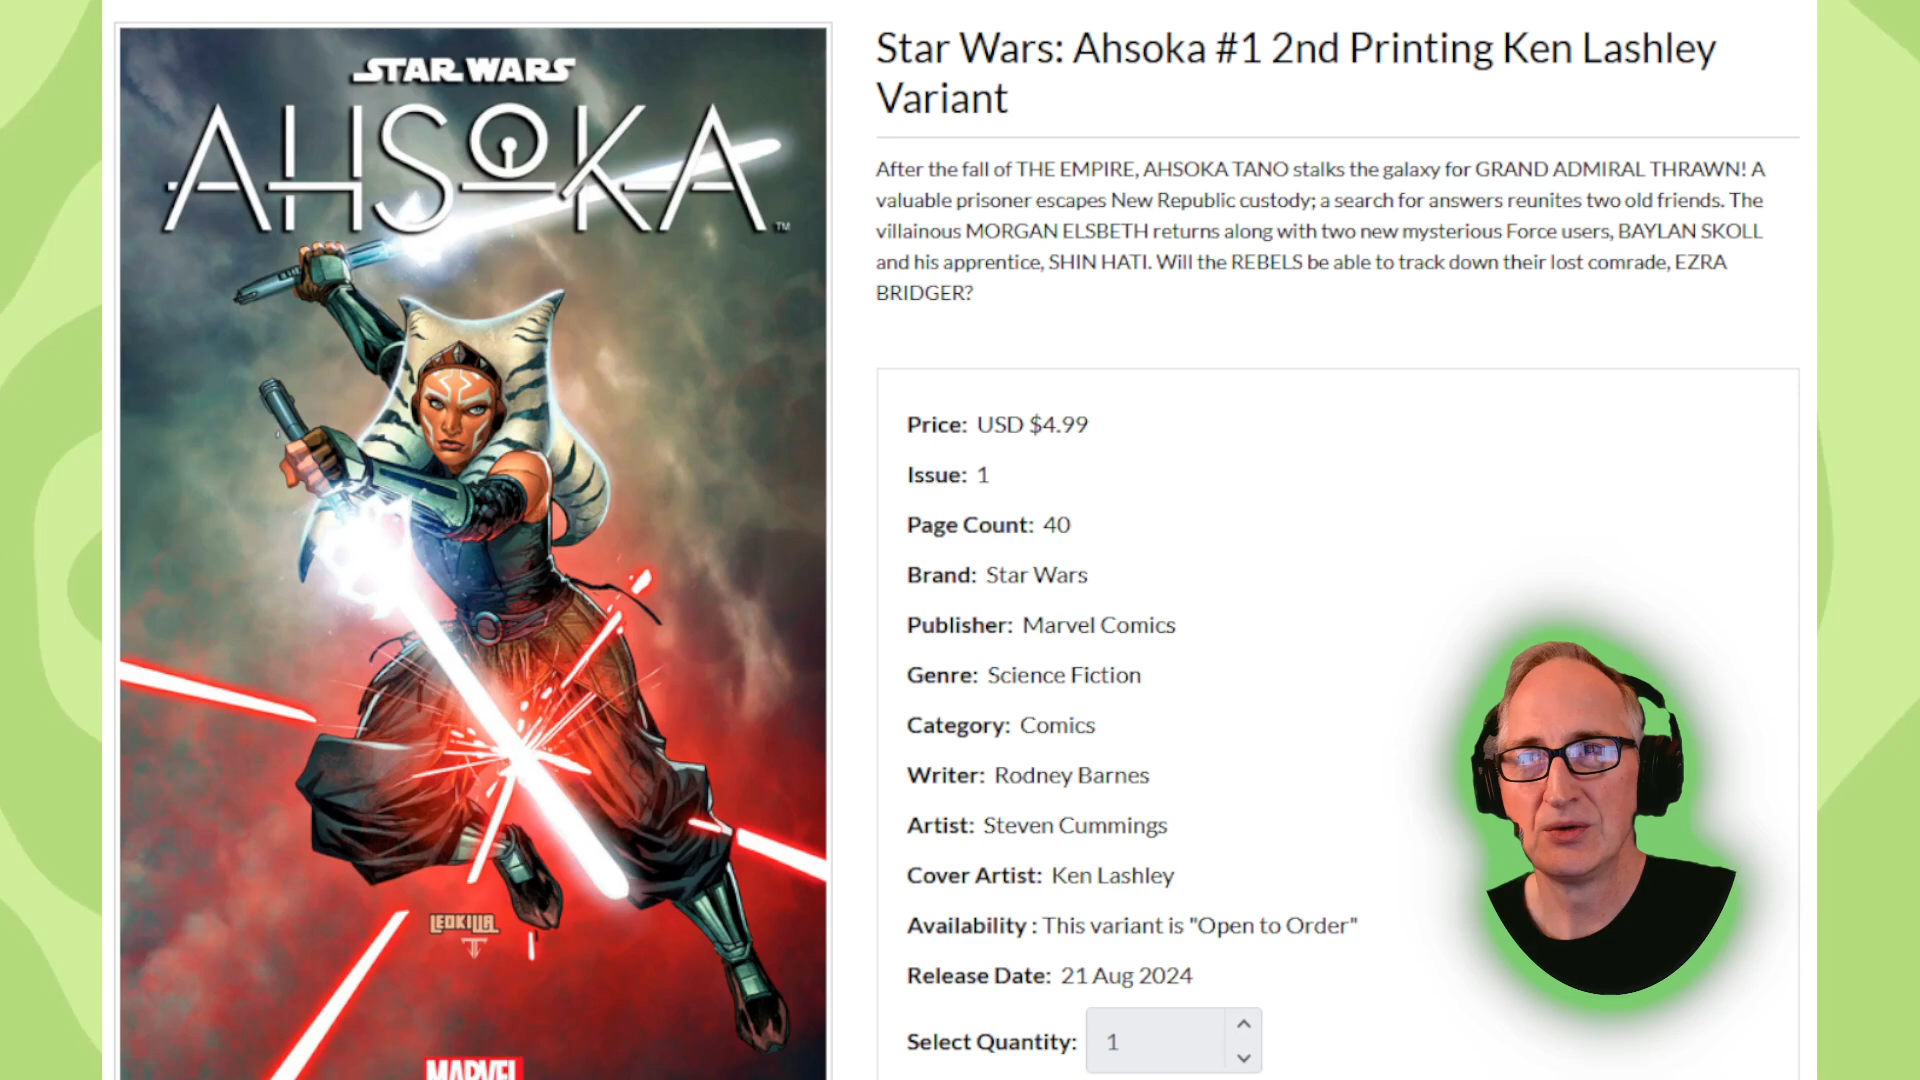 STAR WARS
AHSOKA
TM
LEOKILLA
MARVEL
Star Wars: Ahsoka #1 2nd Printing Ken Lashley
Variant
After the fall of THE EMPIRE, AHSOKA TANO stalks the galaxy for GRAND ADMIRAL THRAWN! A
valuable prisoner escapes New Republic custody; a search for answers reunites two old friends. The
villainous MORGAN ELSBETH returns along with two new mysterious Force users, BAYLAN SKOLL
and his apprentice, SHIN HATI. Will the REBELS be able to track down their lost comrade, EZRA
BRIDGER?
Price: USD $4.99
Issue: 1
Page Count: 40
Brand: Star Wars
Publisher: Marvel Comics
Genre: Science Fiction
Category: Comics
Writer: Rodney Barnes
Artist: Steven Cummings
Cover Artist: Ken Lashley
Availability : This variant is "Open to Order"
Release Date: 21 Aug 2024
Select Quantity: 1